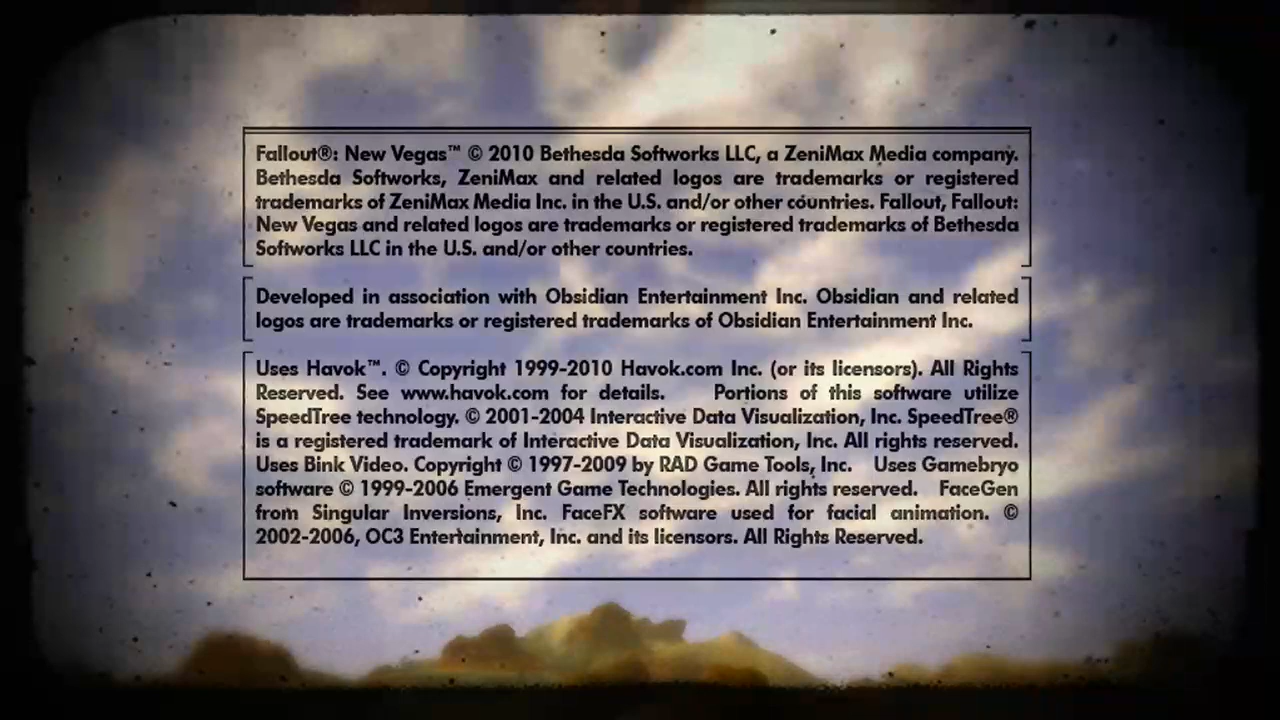 Fallout®: New Vegas™ © 2010 Bethesda Softworks LLC, a ZeniMax Media company.
Bethesda Softworks, ZeniMax and related logos are trademarks or registered
trademarks of ZeniMax Media Inc. in the U.S. and/or other countries. Fallout, Fallout:
New Vegas and related logos are trademarks or registered trademarks of Bethesda
Softworks LLC in the U.S. and/or other countries.
Developed in association with Obsidian Entertainment Inc. Obsidian and related
logos are trademarks or registered trademarks of Obsidian Entertainment Inc.
Uses Havok™. © Copyright 1999-2010 Havok.com Inc. (or its licensors). All Rights
Reserved. See www.havok.com for details. Portions of this software utilize
SpeedTree technology. © 2001-2004 Interactive Data Visualization, Inc. SpeedTree®
is a registered trademark of Interactive Data Visualization, Inc. All rights reserved.
Uses Bink Video. Copyright © 1997-2009 by RAD Game Tools, Inc. Uses Gamebryo
software © 1999-2006 Emergent Game Technologies. All rights reserved. FaceGen
from Singular Inversions, Inc. FaceFX software used for facial animation. ©
2002-2006, OC3 Entertainment, Inc. and its licensors. All Rights Reserved.